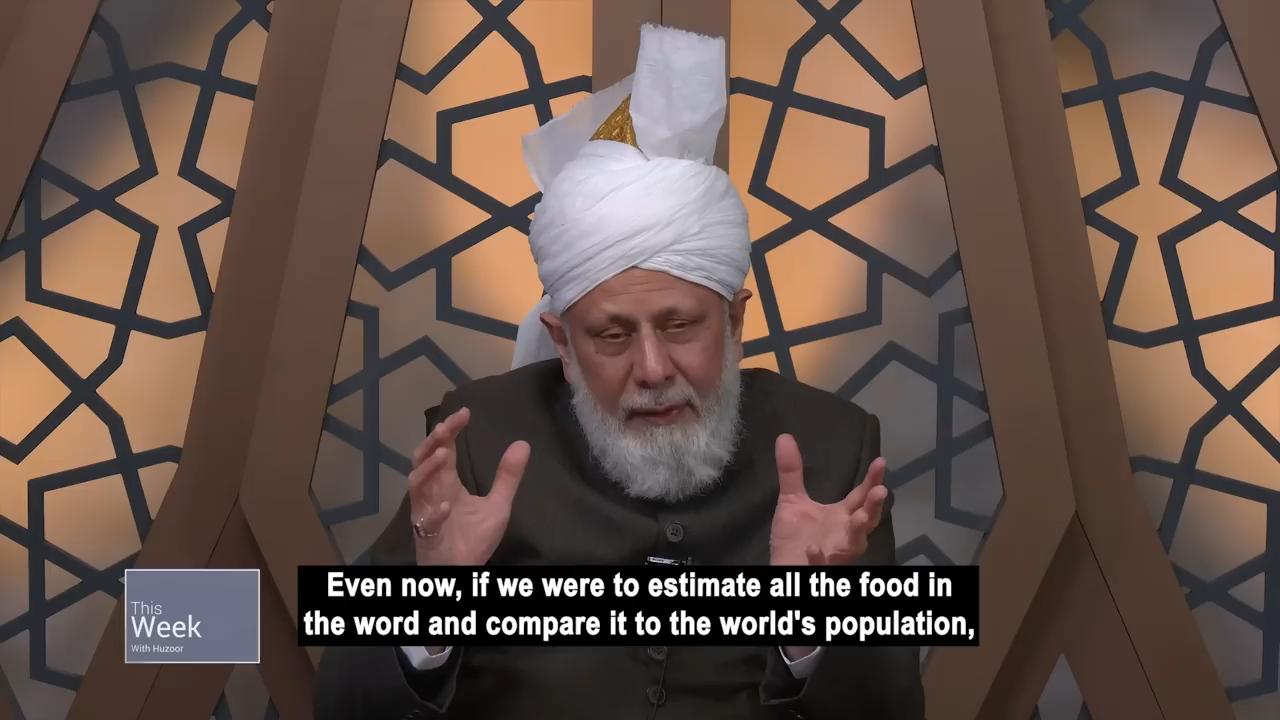 This
Week
With Huzoor
Even now, if we were to estimate all the food in
the word and compare it to the world's population,